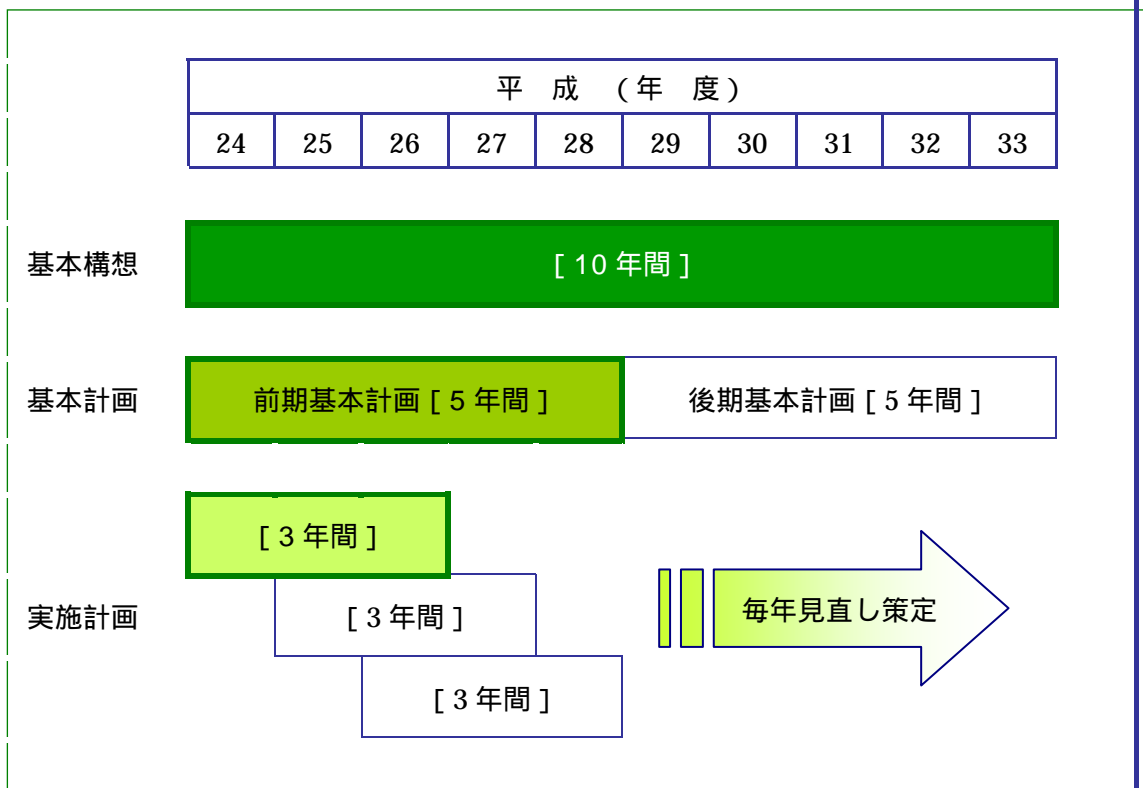 平 成 （年 度）
24 25 26 27 28 29 30 31 32 33
基本構想 [ 10 年間 ]
基本計画 前期基本計画 [ 5 年間 ] 後期基本計画 [ 5 年間 ]
[ 3 年間 ]
実施計画 [ 3 年間 ] 毎年見直し策定
[ 3 年間 ]